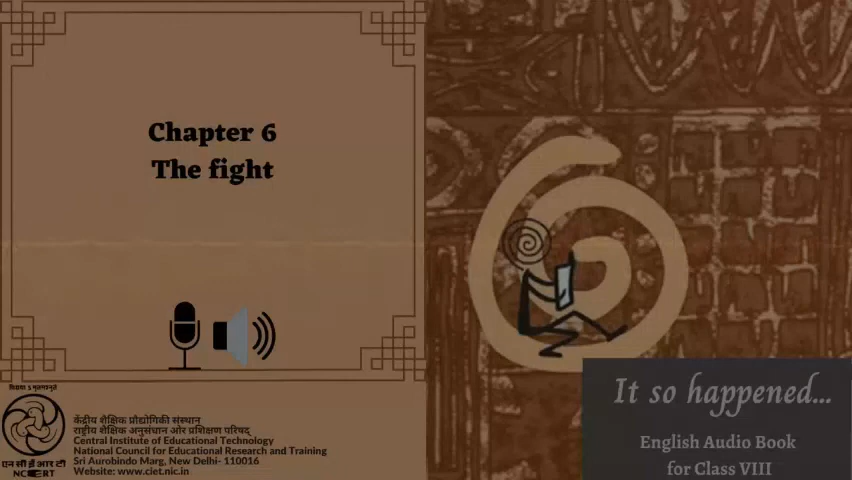 Chapter 6
The fight
विद्यया ऽ मृतमश्नुते
एन सी ई आर टी
NCERT
केंद्रीय शैक्षिक प्रौद्योगिकी संस्थान
राष्ट्रीय शैक्षिक अनुसंधान और प्रशिक्षण परिषद्
Central Institute of Educational Technology
National Council for Educational Research and Training
Sri Aurobindo Marg, New Delhi- 110016
Website: www.ciet.nic.in
It so happened...
English Audio Book
for Class VIII